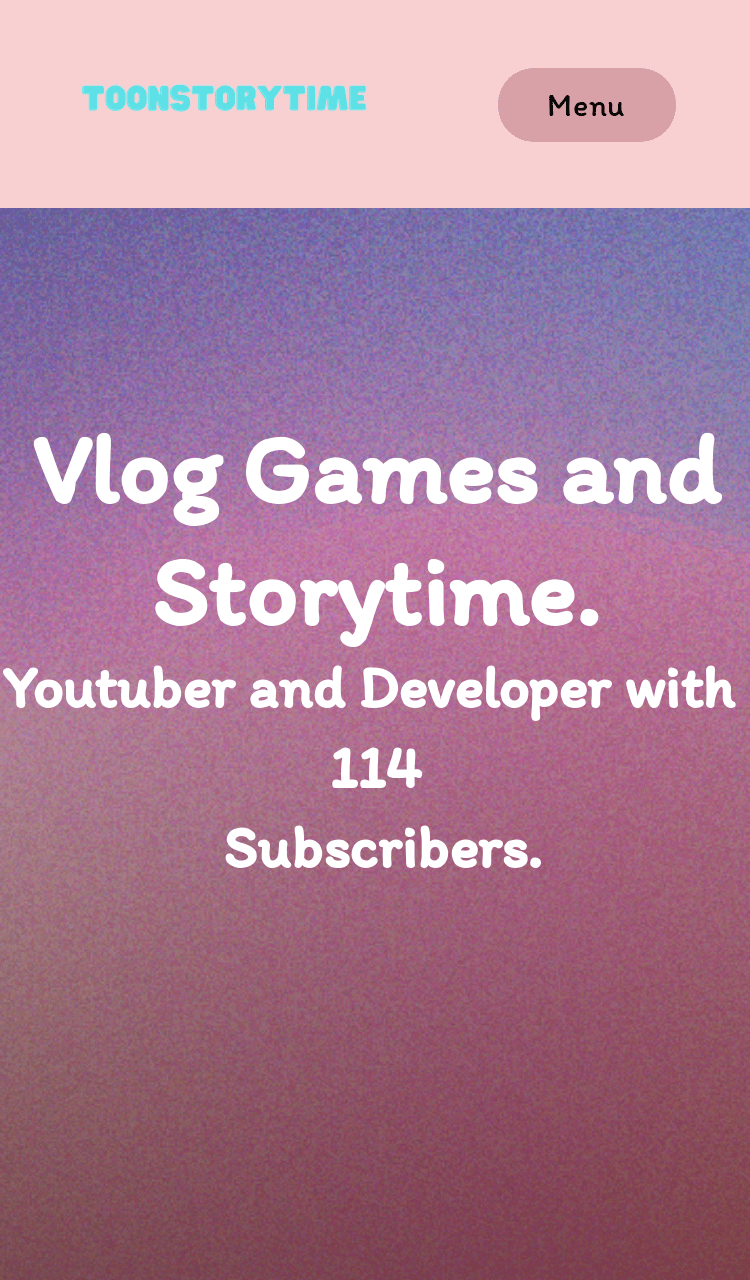 TOONSTORYTIME
Menu
Vlog Games and
Storytime.
Youtuber and Developer with
114
Subscribers.